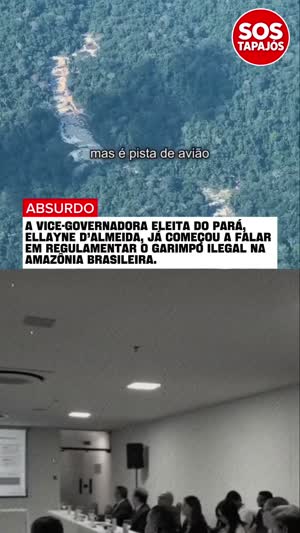 SOS
TAPAJÓS
mas é pista de avião
ABSURDO
A VICE-GOVERNADORA ELEITA DO PARÁ,
ELLAYNE D'ALMEIDA, JÁ COMEÇOU A FALAR
EM REGULAMENTAR O GARIMPO ILEGAL NA
AMAZÔNIA BRASILEIRA.